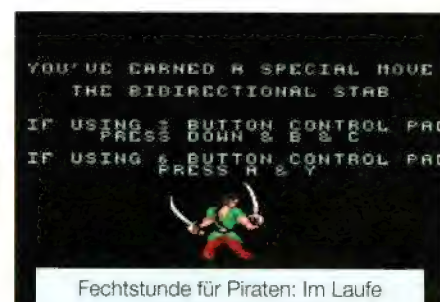 YOU'VE EARNED A SPECIAL MOVE
THE BIDIRECTIONAL STAB
IF USING 3 BUTTON CONTROL PAD
PRESS DOWN & B & C
IF USING 6 BUTTON CONTROL PAD
PRESS A & Y
Fechtstunde für Piraten: Im Laufe